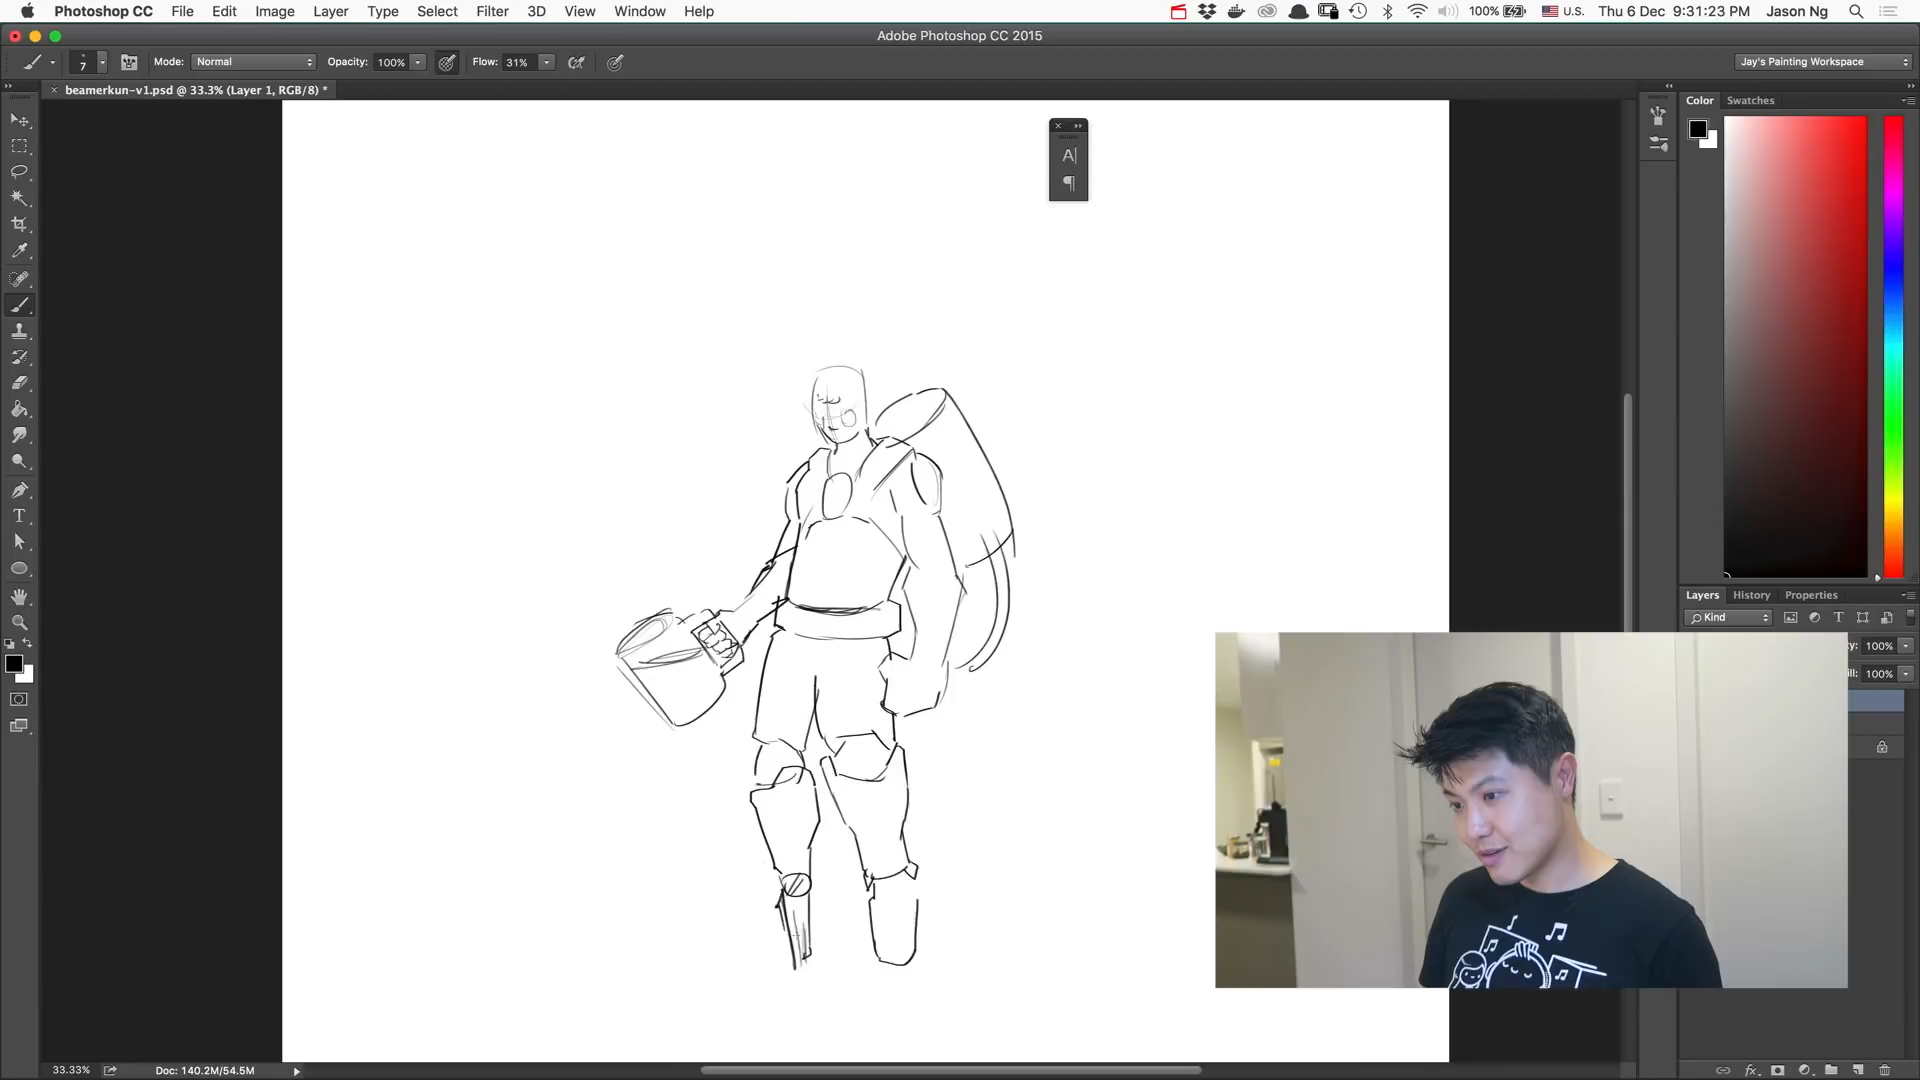 Photoshop CC File Edit Image Layer Type Select Filter 3D View Window Help 100% U.S. Thu 6 Dec 9:31:23 PM Jason Ng
Adobe Photoshop CC 2015
7 Mode: Normal Opacity: 100% Flow: 31% Jay's Painting Workspace
beamerkun-v1.psd @ 33.3% (Layer 1, RGB/8) *
Color Swatches
Layers History Properties
Kind
100%
100%
33.33% Doc: 140.2M/54.5M